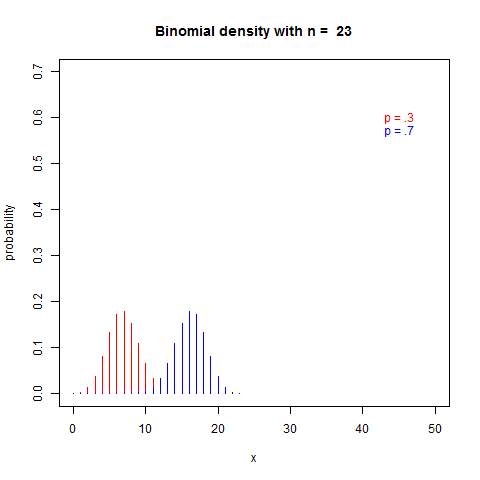 Binomial density with n =  23
probability
0.7
0.6
0.5
0.4
0.3
0.2
0.1
0.0
p = .3
p = .7
0 10 20 30 40 50
x